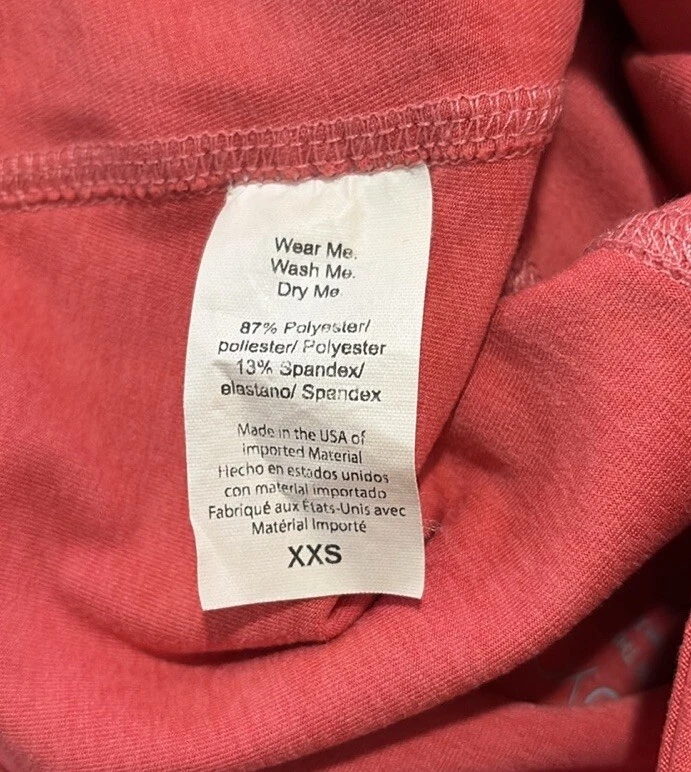 Wear Me.
Wash Me.
Dry Me.
87% Polyester/
poliester/ Polyester
13% Spandex/
elastano/ Spandex
Made in the USA of
imported Material
Hecho en estados unidos
con material importado
Fabriqué aux États-Unis avec
Matérial Importé
XXS